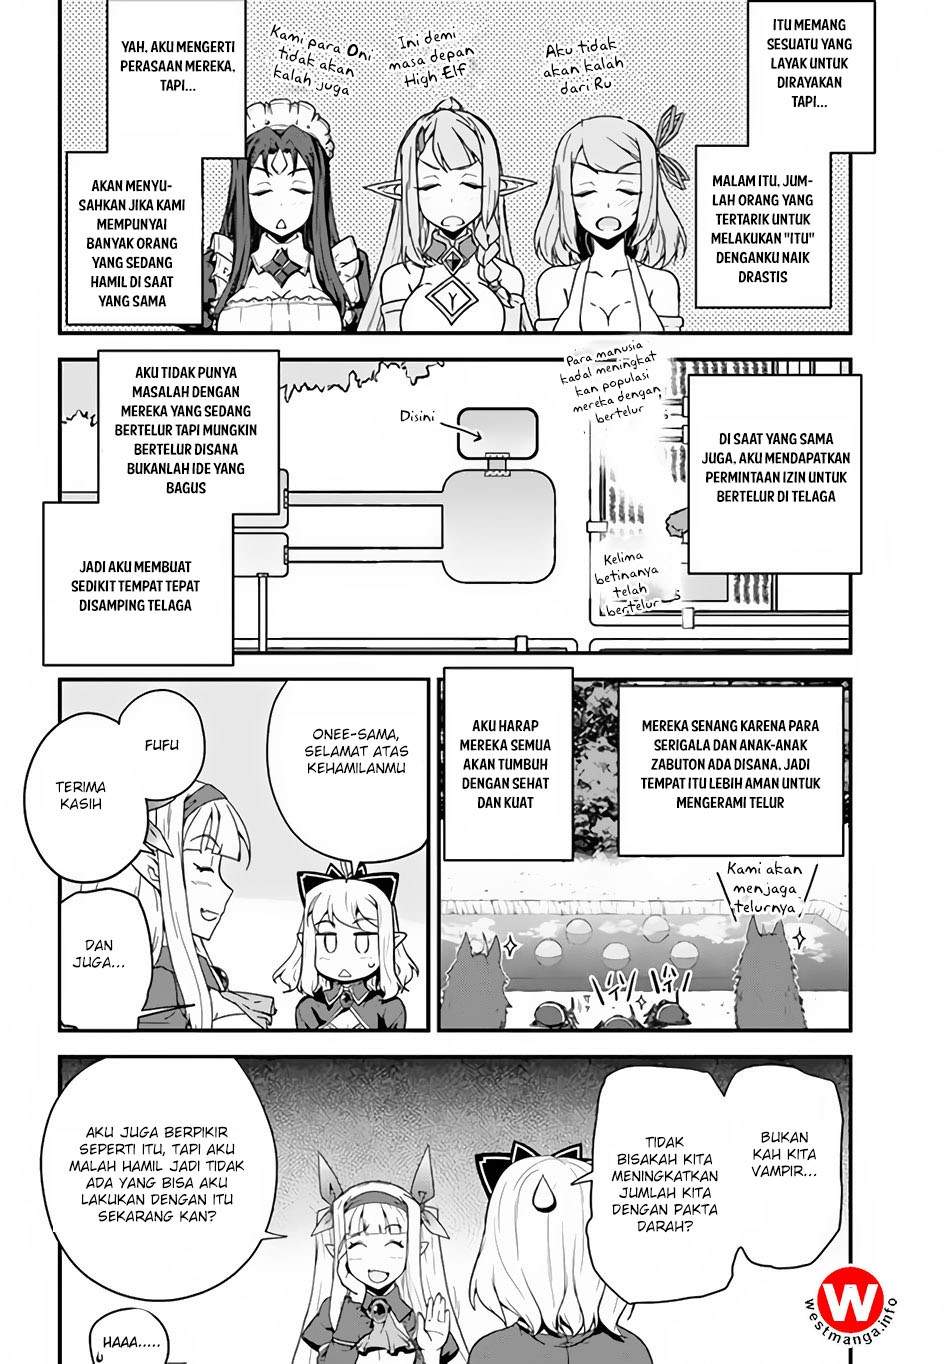 ITU MEMANG
SESUATU YANG
LAYAK UNTUK
DIRAYAKAN
TAPI...
MALAM ITU, JUM-
LAH ORANG YANG
TERTARIK UNTUK
MELAKUKAN "ITU"
DENGANKU NAIK
DRASTIS
Aku tidak
akan kalah
dari Ru
Ini demi
masa depan
High Elf
Kami para Oni
tidak akan
kalah juga
YAH, AKU MENGERTI
PERASAAN MEREKA,
TAPI...
AKAN MENYU-
SAHKAN JIKA KAMI
MEMPUNYAI
BANYAK ORANG
YANG SEDANG
HAMIL DI SAAT
YANG SAMA
DI SAAT YANG SAMA
JUGA, AKU MENDAPATKAN
PERMINTAAN IZIN UNTUK
BERTELUR DI TELAGA
Para manusia
kadal meningkat
kan populasi
mereka dengan
bertelur
Kelima
betinanya
telah
bertelur
Disini
AKU TIDAK PUNYA
MASALAH DENGAN
MEREKA YANG SEDANG
BERTELUR TAPI MUNGKIN
BERTELUR DISANA
BUKANLAH IDE YANG
BAGUS
JADI AKU MEMBUAT
SEDIKIT TEMPAT TEPAT
DISAMPING TELAGA
MEREKA SENANG KARENA PARA
SERIGALA DAN ANAK-ANAK
ZABUTON ADA DISANA, JADI
TEMPAT ITU LEBIH AMAN UNTUK
MENGERAMI TELUR
AKU HARAP
MEREKA SEMUA
AKAN TUMBUH
DENGAN SEHAT
DAN KUAT
Kami akan
menjaga
telurnya
ONEE-SAMA,
SELAMAT ATAS
KEHAMILANMU
FUFU
TERIMA
KASIH
DAN
JUGA...
BUKAN
KAH KITA
VAMPIR...
TIDAK
BISAKAH KITA
MENINGKATKAN
JUMLAH KITA
DENGAN PAKTA
DARAH?
AKU JUGA BERPIKIR
SEPERTI ITU, TAPI AKU
MALAH HAMIL JADI TIDAK
ADA YANG BISA AKU
LAKUKAN DENGAN ITU
SEKARANG KAN?
HAAA.....
W
westmanga.info